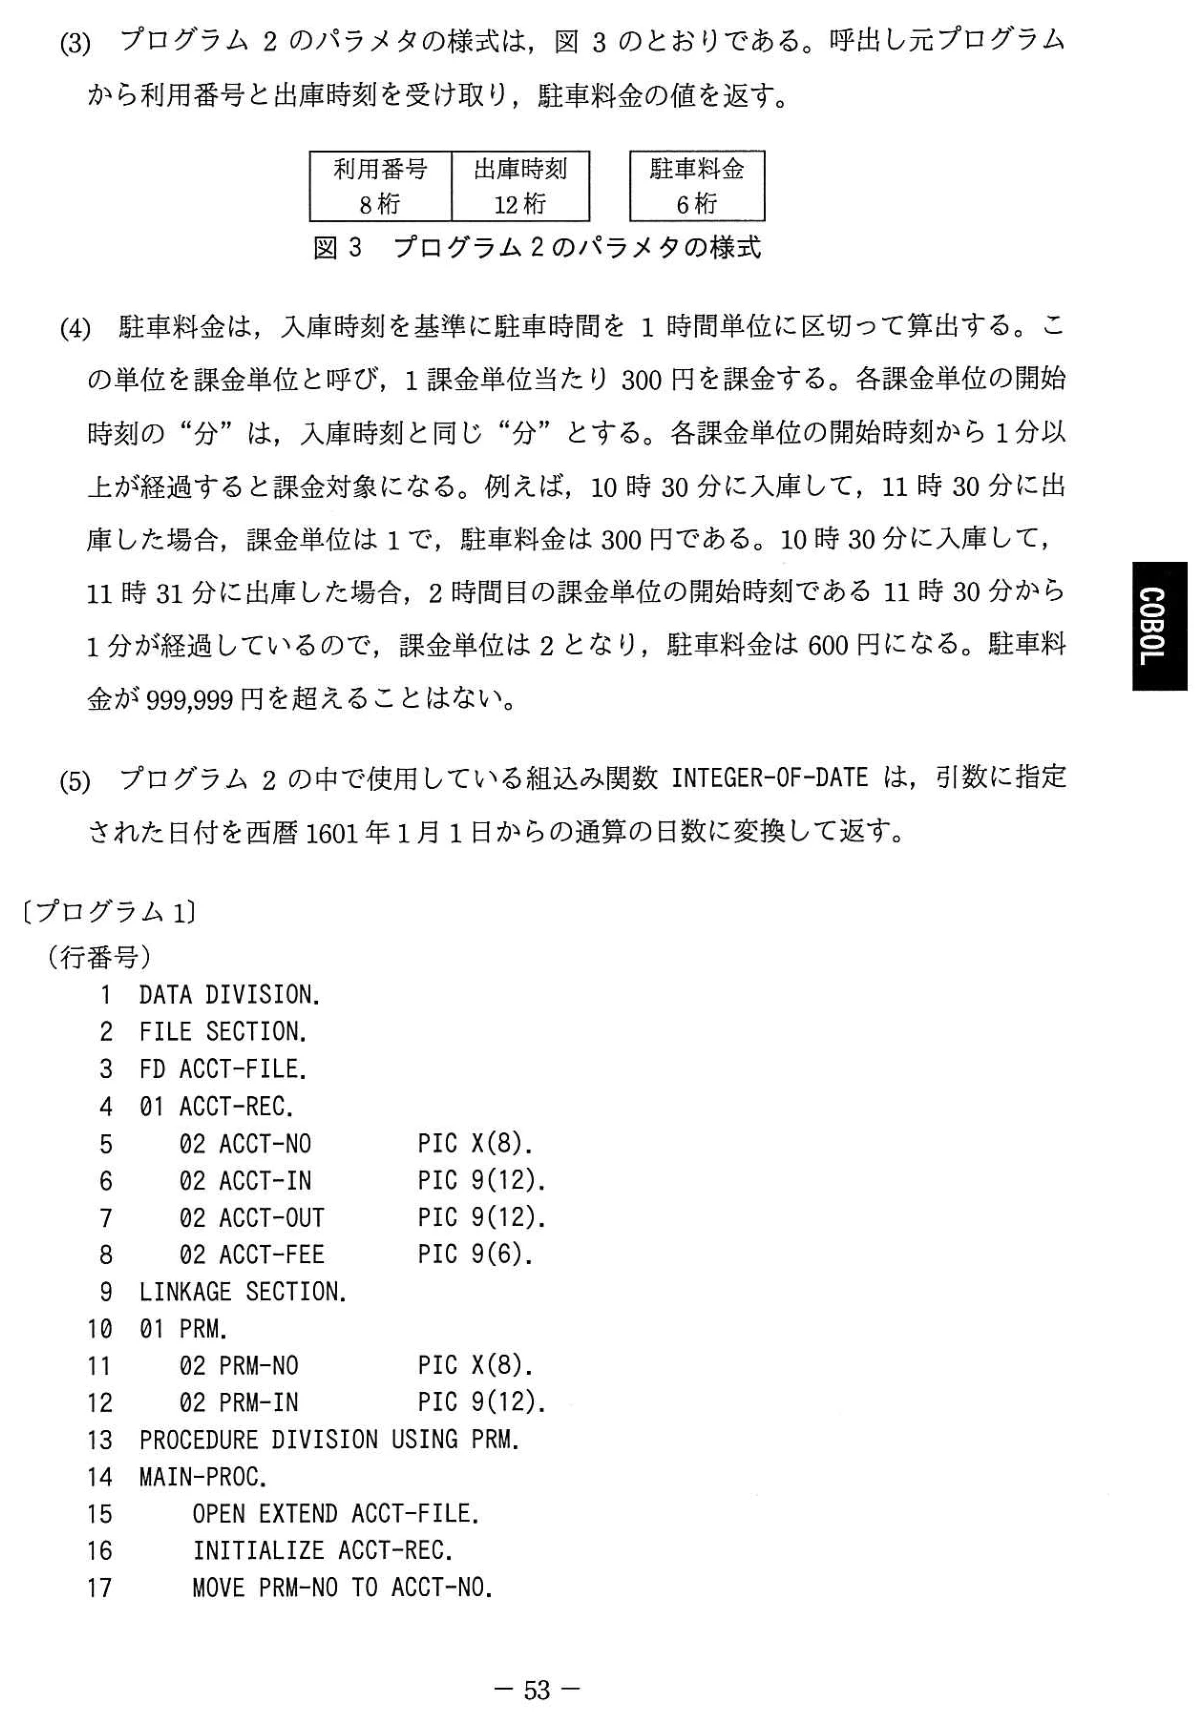 (3) プログラム 2 のパラメタの様式は，図 3 のとおりである。呼出し元プログラム
から利用番号と出庫時刻を受け取り，駐車料金の値を返す。
利用番号 出庫時刻 駐車料金
8桁 12桁 6桁
図 3 プログラム 2 のパラメタの様式
(4) 駐車料金は，入庫時刻を基準に駐車時間を 1 時間単位に区切って算出する。こ
の単位を課金単位と呼び，1 課金単位当たり 300 円を課金する。各課金単位の開始
時刻の“分”は，入庫時刻と同じ“分”とする。各課金単位の開始時刻から 1 分以
上が経過すると課金対象になる。例えば，10 時 30 分に入庫して，11 時 30 分に出
庫した場合，課金単位は 1 で，駐車料金は 300 円である。10 時 30 分に入庫して，
11 時 31 分に出庫した場合，2 時間目の課金単位の開始時刻である 11 時 30 分から
1 分が経過しているので，課金単位は 2 となり，駐車料金は 600 円になる。駐車料
金が 999,999 円を超えることはない。
COBOL
(5) プログラム 2 の中で使用している組込み関数 INTEGER-OF-DATE は，引数に指定
された日付を西暦 1601 年 1 月 1 日からの通算の日数に変換して返す。
〔プログラム 1〕
（行番号）
1 DATA DIVISION.
2 FILE SECTION.
3 FD ACCT-FILE.
4 01 ACCT-REC.
5 02 ACCT-NO PIC X(8).
6 02 ACCT-IN PIC 9(12).
7 02 ACCT-OUT PIC 9(12).
8 02 ACCT-FEE PIC 9(6).
9 LINKAGE SECTION.
10 01 PRM.
11 02 PRM-NO PIC X(8).
12 02 PRM-IN PIC 9(12).
13 PROCEDURE DIVISION USING PRM.
14 MAIN-PROC.
15 OPEN EXTEND ACCT-FILE.
16 INITIALIZE ACCT-REC.
17 MOVE PRM-NO TO ACCT-NO.
— 53 —